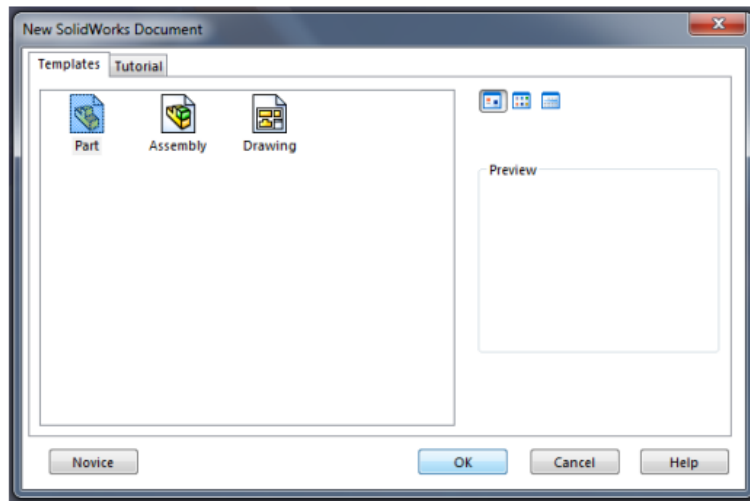 New SolidWorks Document
Templates Tutorial
Part Assembly Drawing
Preview
Novice OK Cancel Help